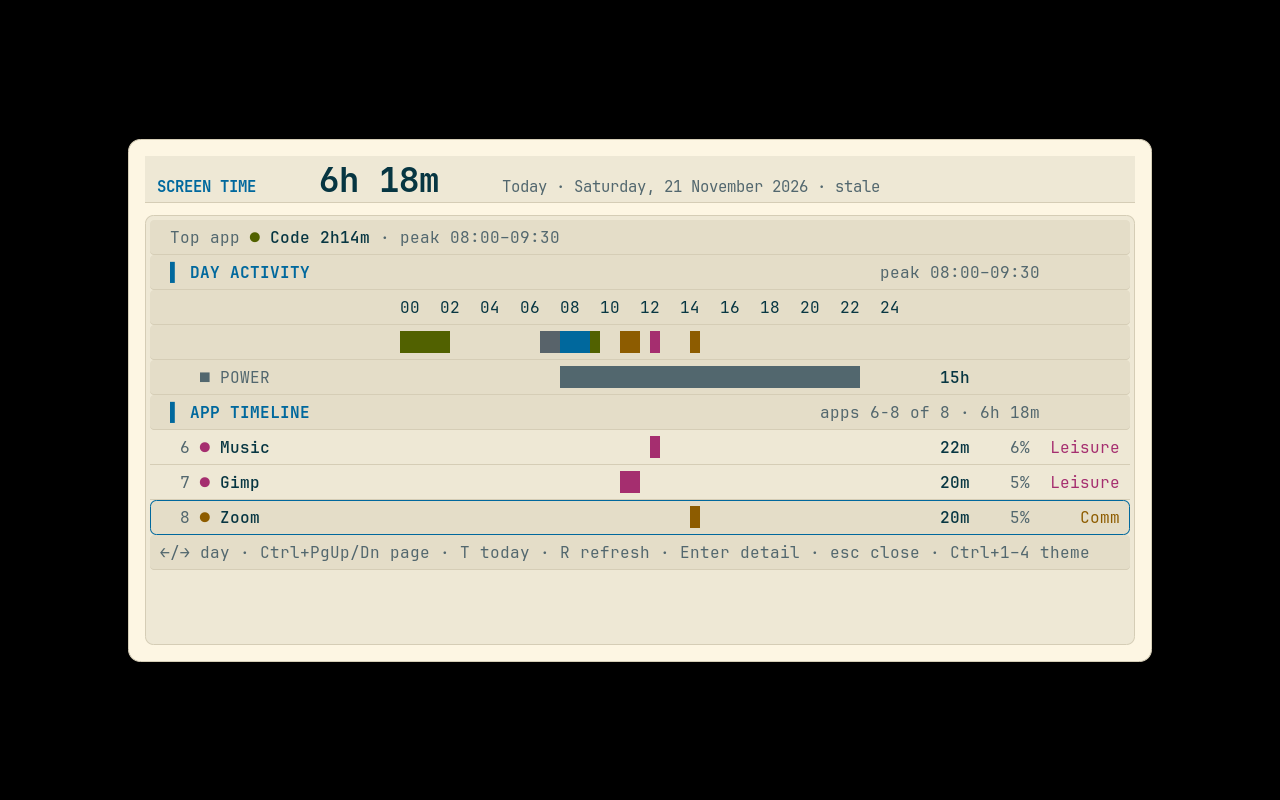 SCREEN TIME 6h 18m Today · Saturday, 21 November 2026 · stale
Top app ● Code 2h14m · peak 08:00–09:30
DAY ACTIVITY peak 08:00–09:30
00 02 04 06 08 10 12 14 16 18 20 22 24
■ POWER 15h
APP TIMELINE apps 6-8 of 8 · 6h 18m
6 ● Music 22m 6% Leisure
7 ● Gimp 20m 5% Leisure
8 ● Zoom 20m 5% Comm
←/→ day · Ctrl+PgUp/Dn page · T today · R refresh · Enter detail · esc close · Ctrl+1–4 theme